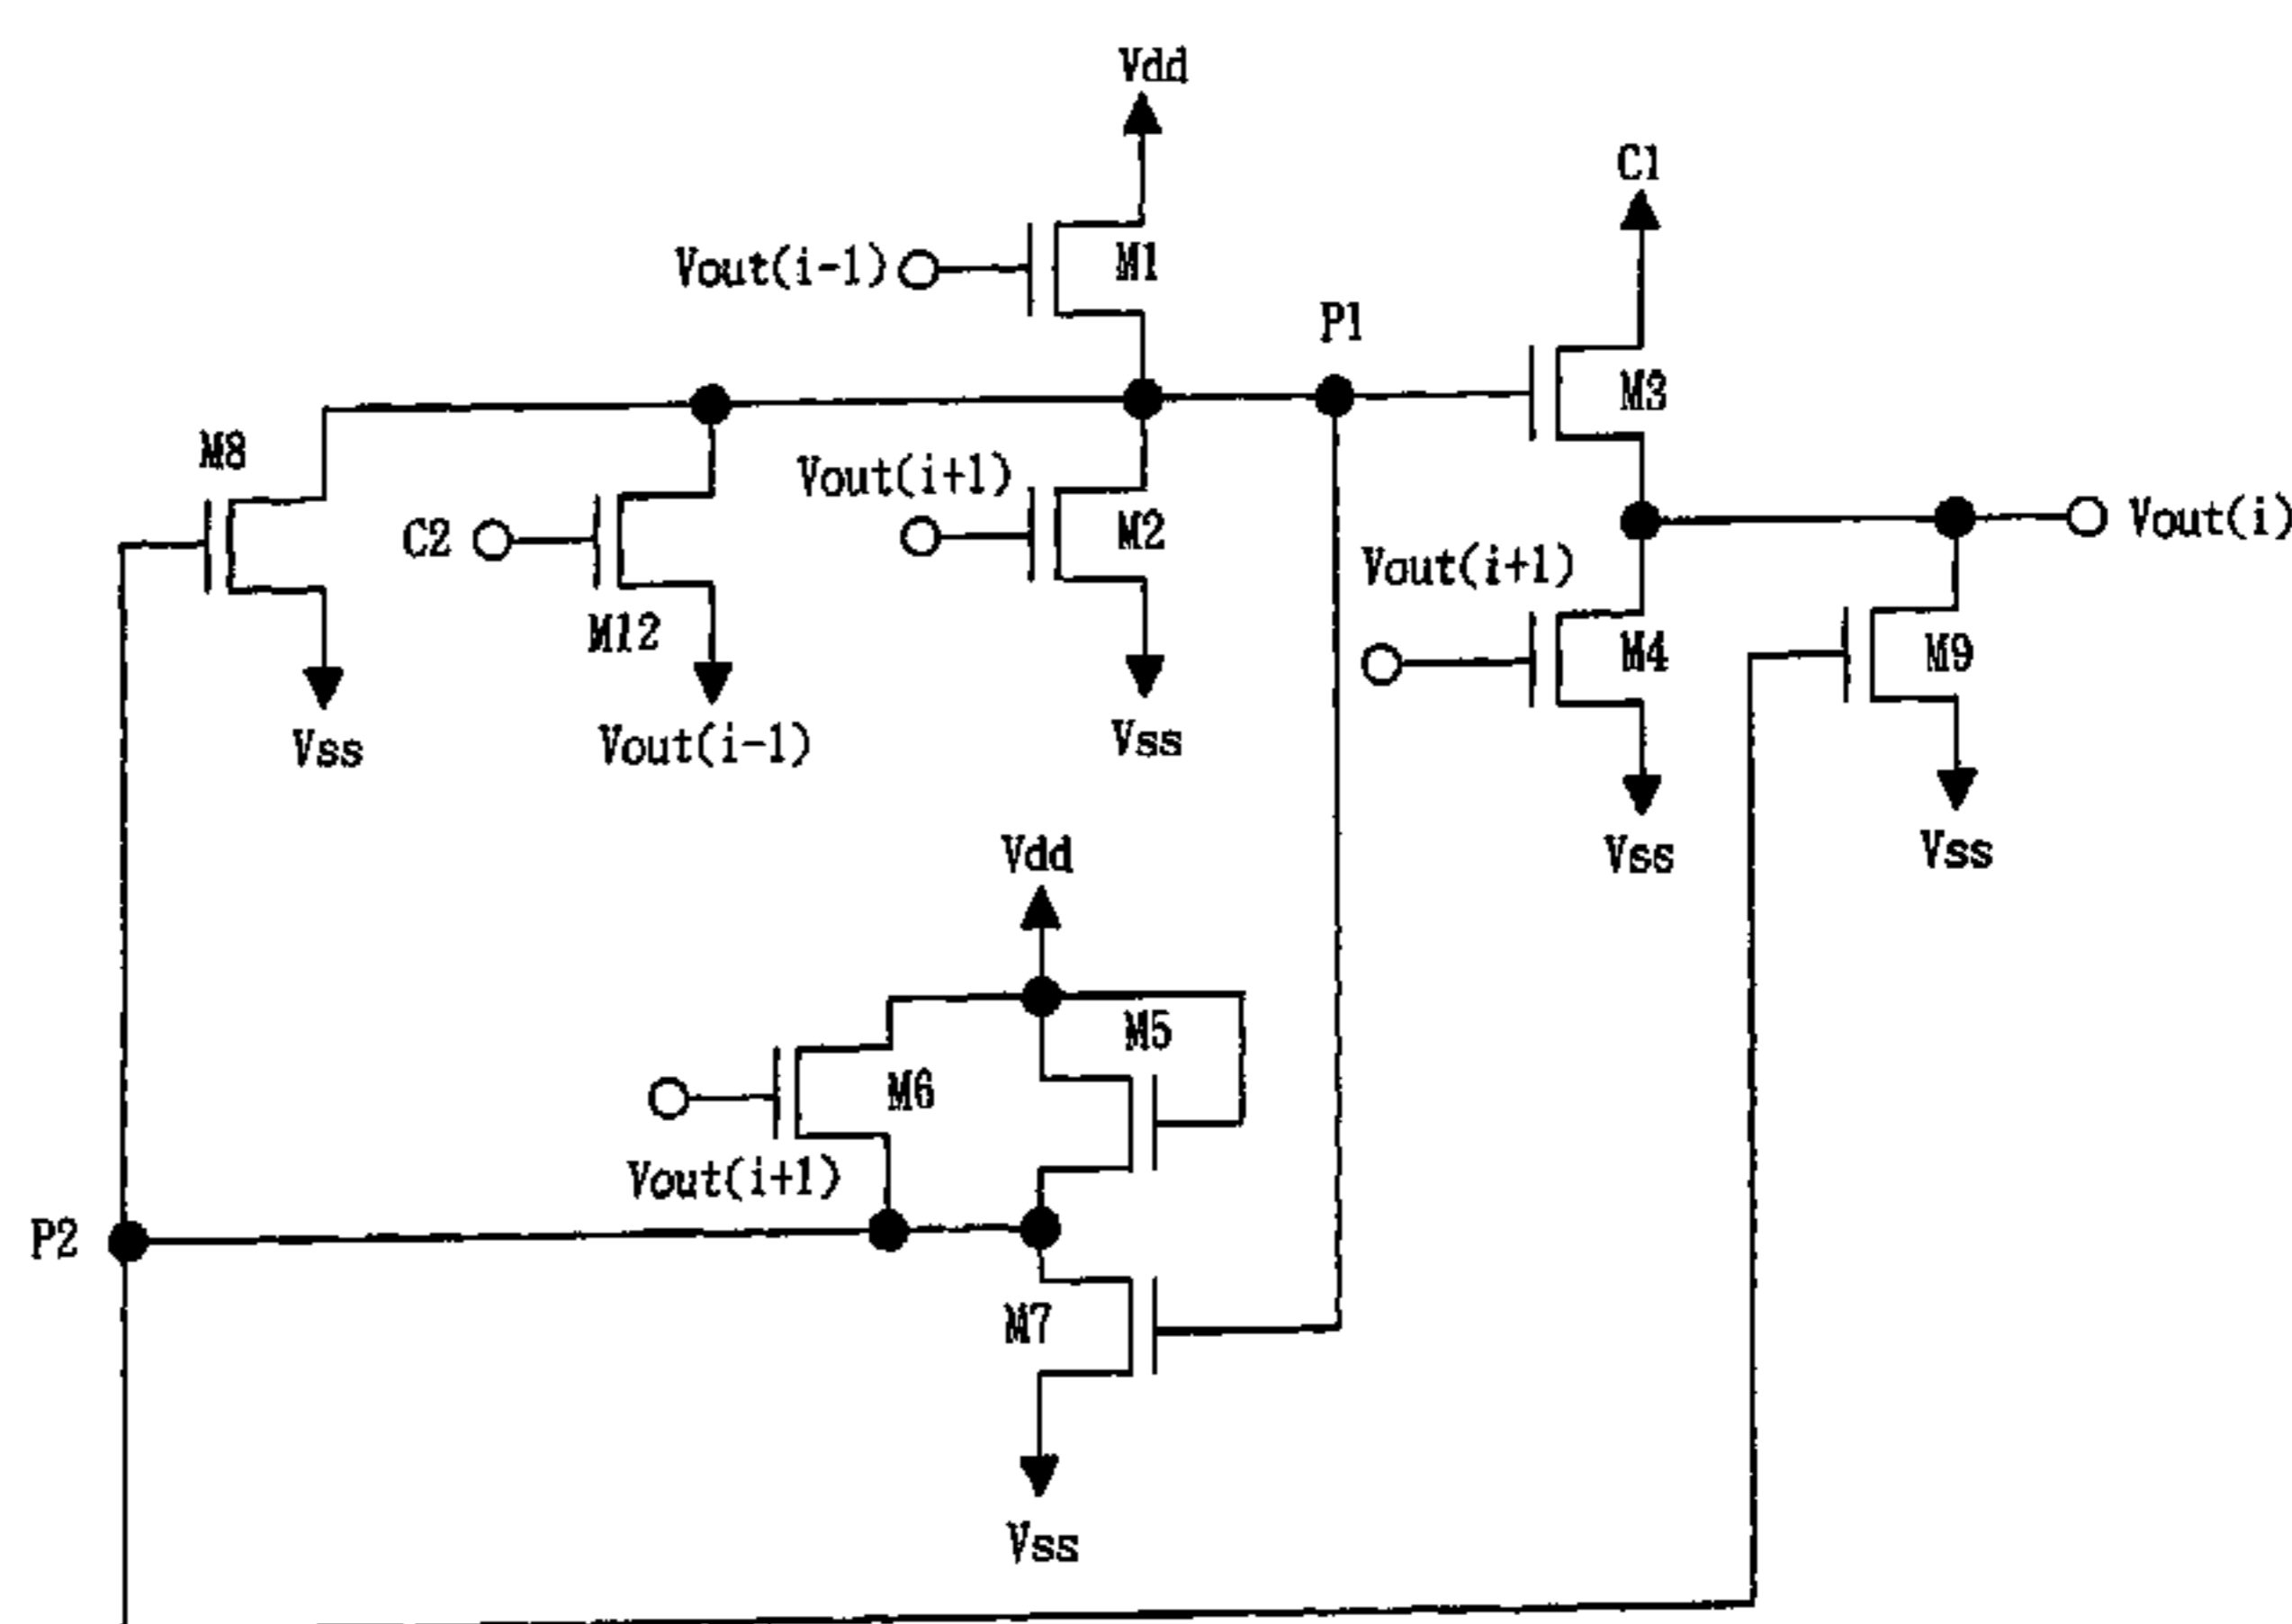 Vdd
C1
Vout(i-1)
M1
P1
M3
M8
Vout(i+1)
C2
M2
Vout(i)
Vout(i+1)
M12
M4
M9
Vss
Vout(i-1)
Vss
Vdd
Vss
Vss
M5
M6
Vout(i+1)
P2
M7
Vss